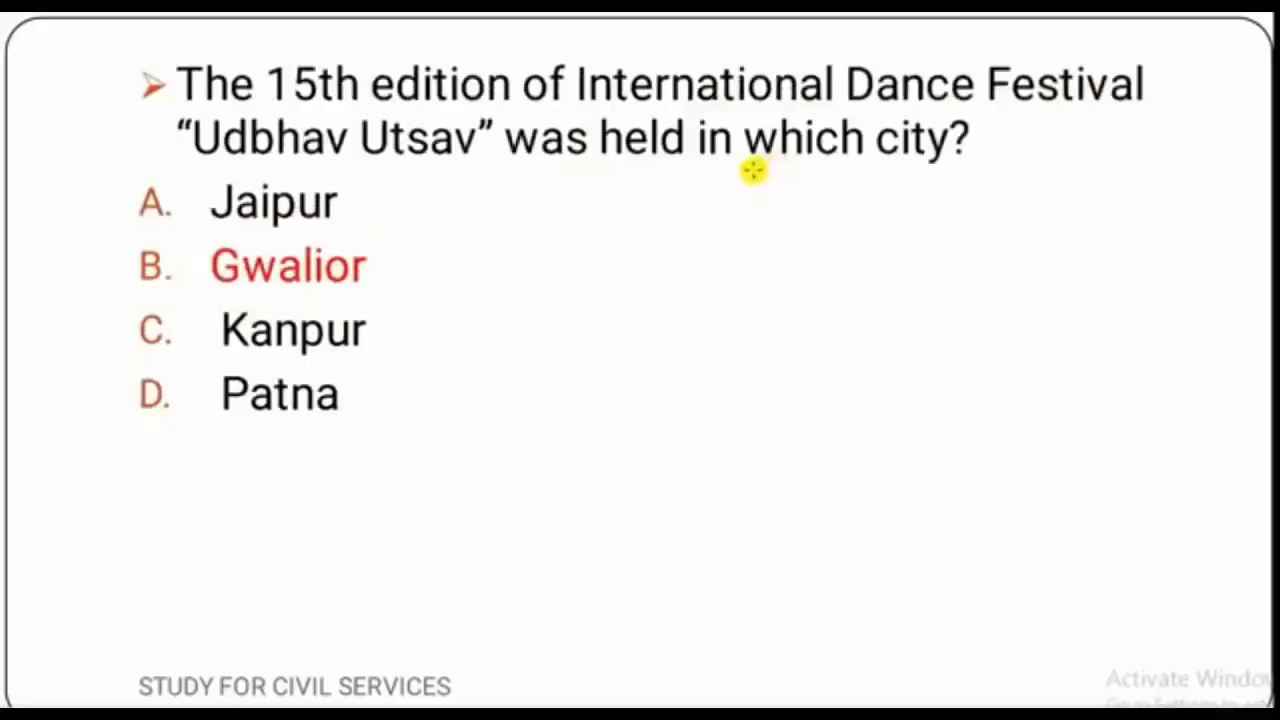 The 15th edition of International Dance Festival
“Udbhav Utsav” was held in which city?
A. Jaipur
B. Gwalior
C. Kanpur
D. Patna
STUDY FOR CIVIL SERVICES
Activate Windo